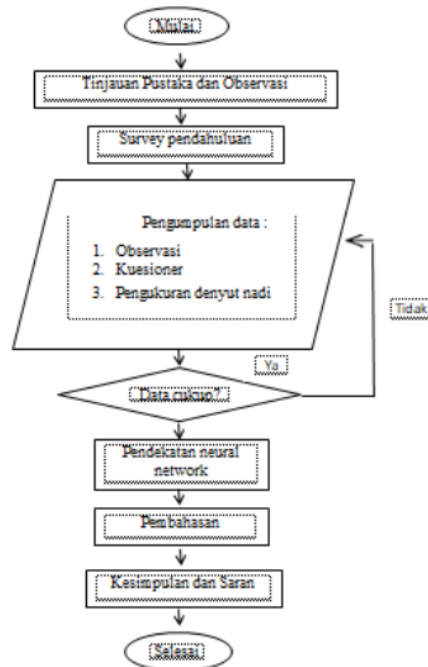 Mulai
Tinjauan Pustaka dan Observasi
Survey pendahuluan
Pengumpulan data :
1. Observasi
2. Kuesioner
3. Pengukuran denyut nadi
Tidak
Ya
Data cukup?
Pendekatan neural
network
Pembahasan
Kesimpulan dan Saran
Selesai